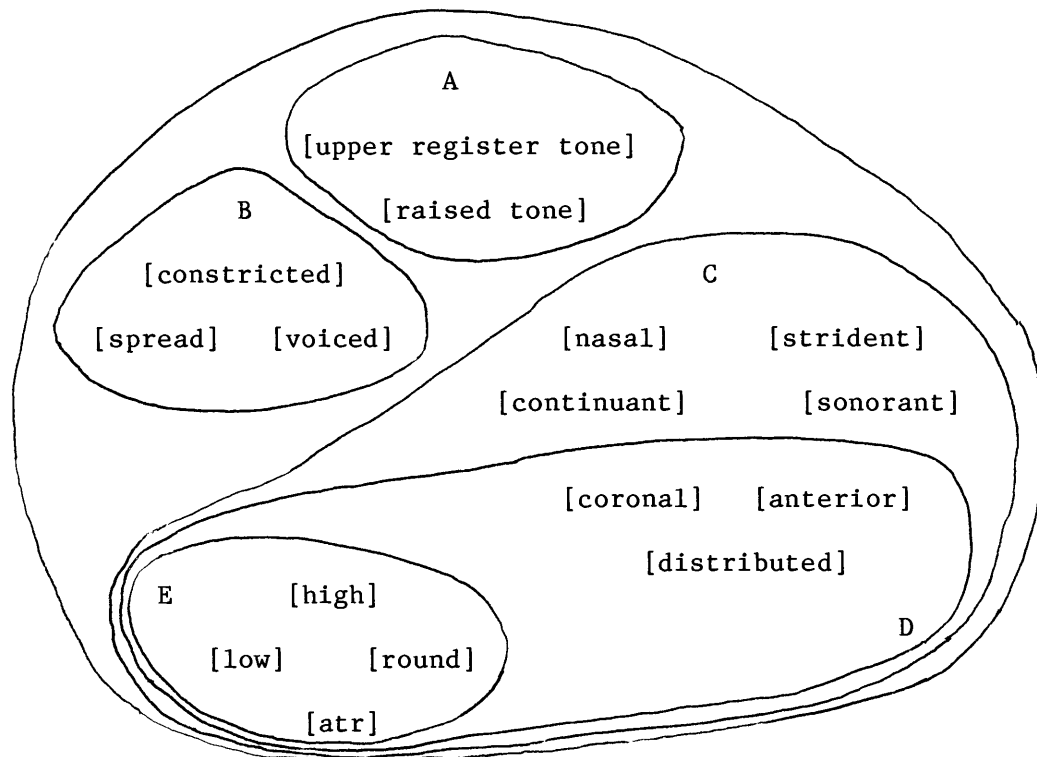 A
[upper register tone]
[raised tone]
B
[constricted]
[spread] [voiced]
C
[nasal] [strident]
[continuant] [sonorant]
[coronal] [anterior]
[distributed]
D
E [high]
[low] [round]
[atr]